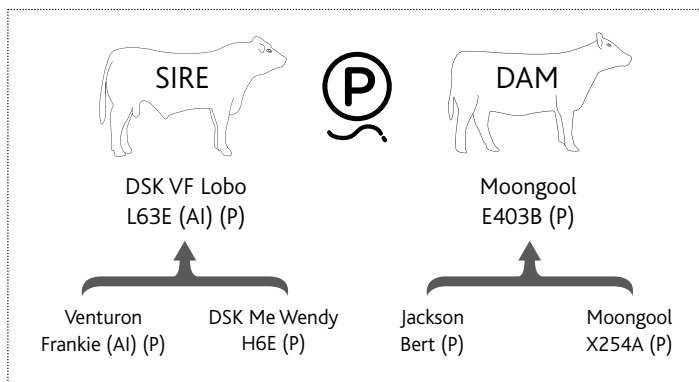 SIRE
P
DAM
DSK VF Lobo
L63E (AI) (P)
Moongool
E403B (P)
Venturon
Frankie (AI) (P)
DSK Me Wendy
H6E (P)
Jackson
Bert (P)
Moongool
X254A (P)